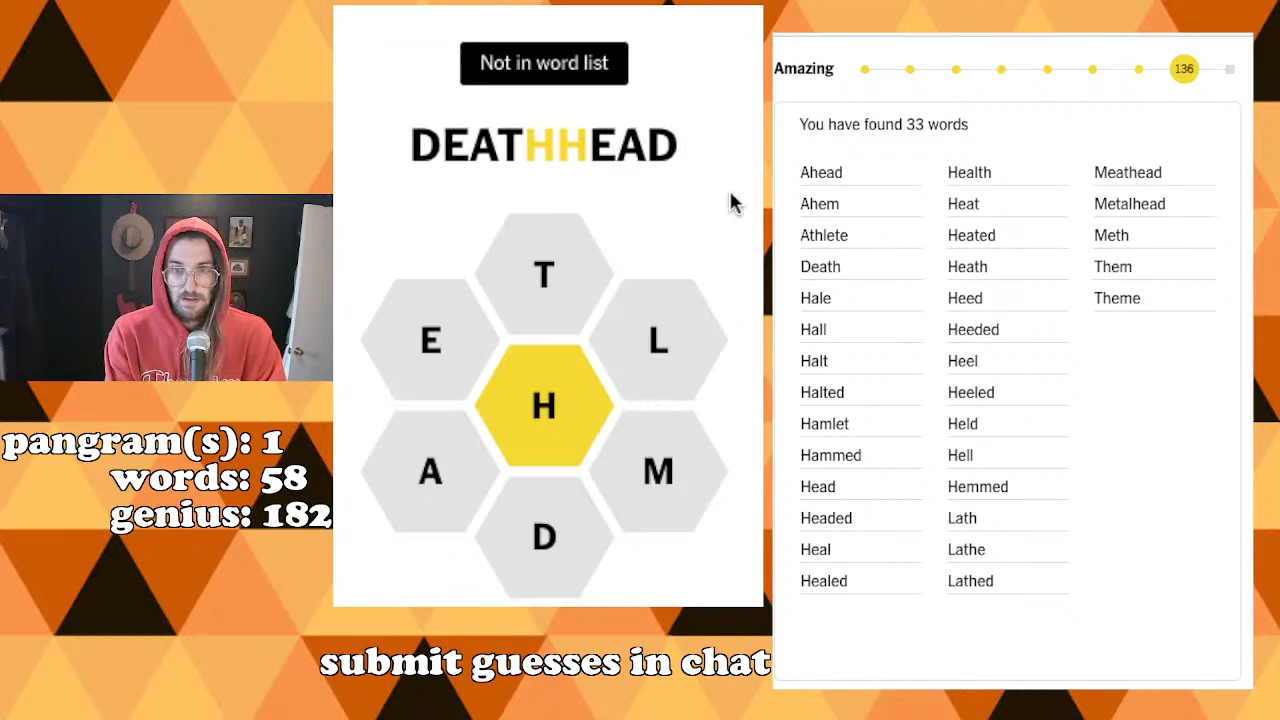 Not in word list
DEATHHEAD
T
E
L
H
A
M
D
Amazing
136
You have found 33 words
Ahead
Ahem
Athlete
Death
Hale
Hall
Halt
Halted
Hamlet
Hammed
Head
Headed
Heal
Healed
Health
Heat
Heated
Heath
Heed
Heeded
Heel
Heeled
Held
Hell
Hemmed
Lath
Lathe
Lathed
Meathead
Metalhead
Meth
Them
Theme
pangram(s): 1
words: 58
genius: 182
submit guesses in chat